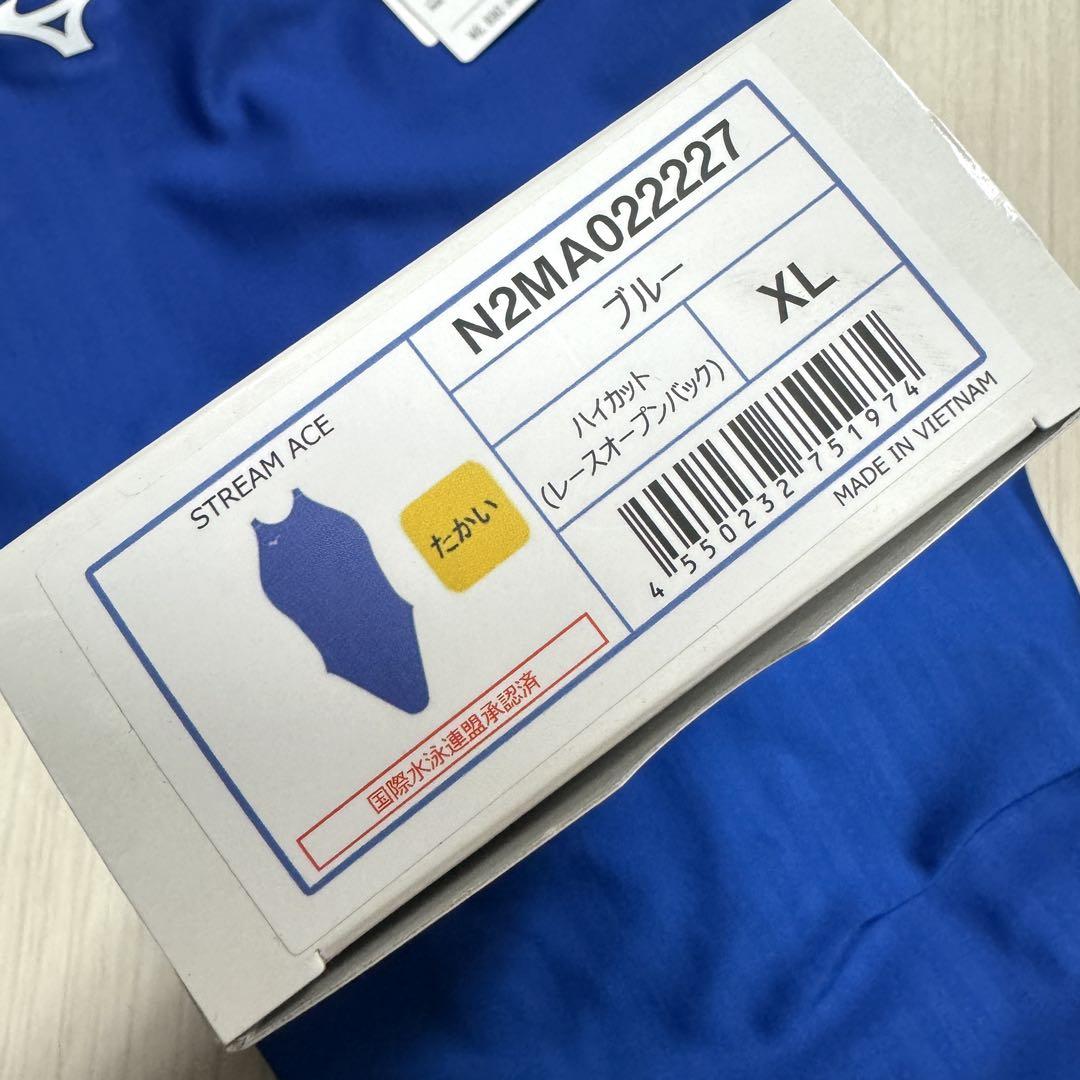 N2MA022227
ブルー
XL
ハイカット
(レースオープンバック)
4 550232 751974
MADE IN VIETNAM
STREAM ACE
たかい
国際水泳連盟承認済